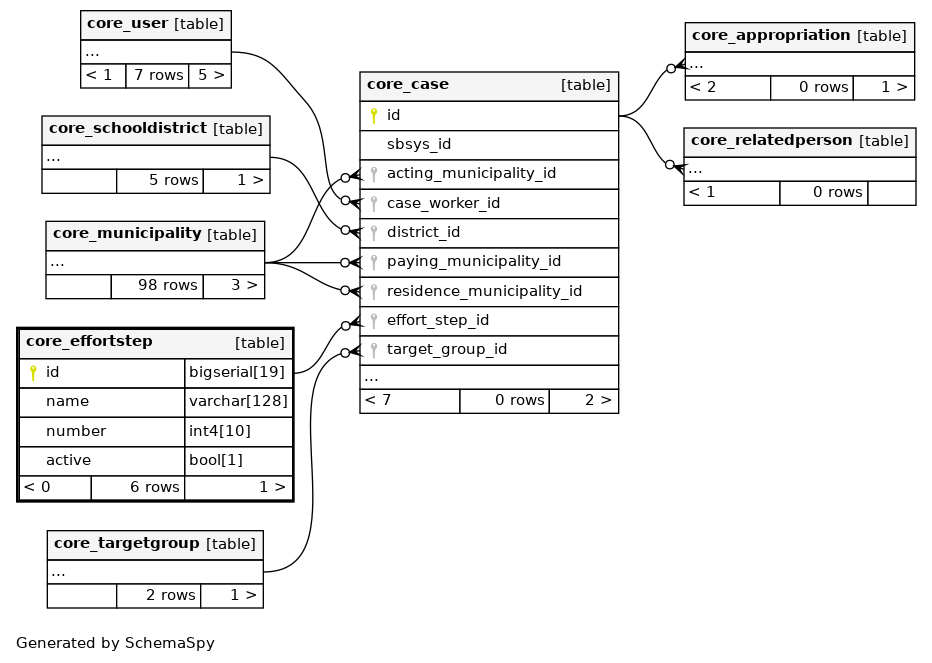 core_user [table]
...
< 1 7 rows 5 >
core_schooldistrict [table]
...
5 rows 1 >
core_municipality [table]
...
98 rows 3 >
core_effortstep [table]
id bigserial[19]
name varchar[128]
number int4[10]
active bool[1]
< 0 6 rows 1 >
core_targetgroup [table]
...
2 rows 1 >
core_case [table]
id
sbsys_id
acting_municipality_id
case_worker_id
district_id
paying_municipality_id
residence_municipality_id
effort_step_id
target_group_id
...
< 7 0 rows 2 >
core_appropriation [table]
...
< 2 0 rows 1 >
core_relatedperson [table]
...
< 1 0 rows
Generated by SchemaSpy